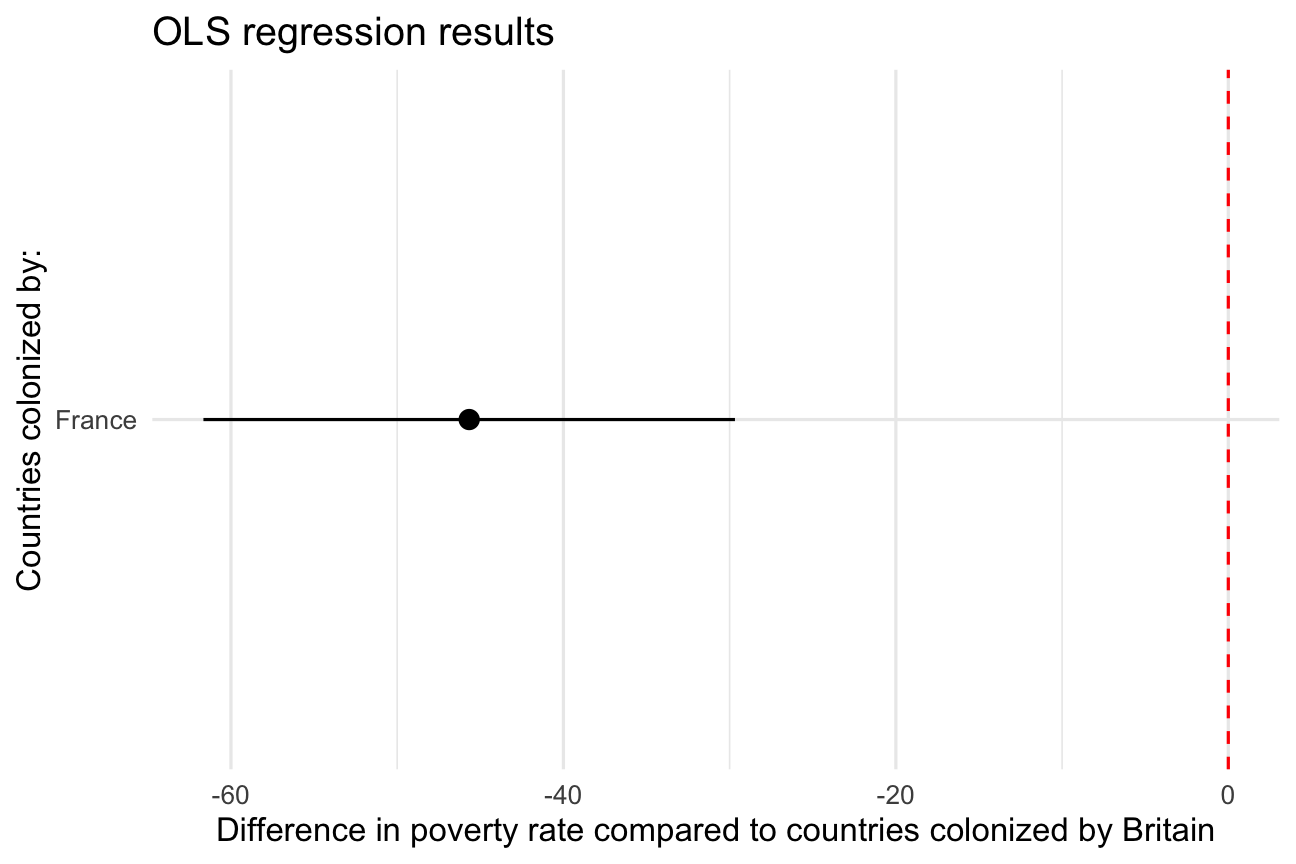 OLS regression results
Countries colonized by:
France
-60
-40
-20
0
Difference in poverty rate compared to countries colonized by Britain